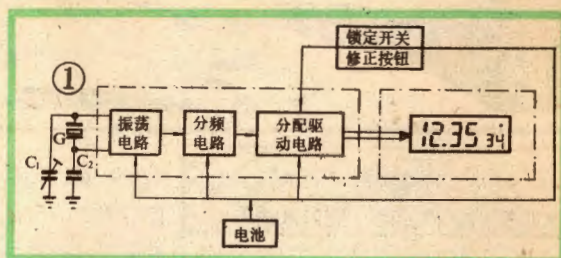 ①
锁定开关
修正按钮
振荡
电路
分频
电路
分配驱
动电路
12.35 34
G
C₁
C₂
电池